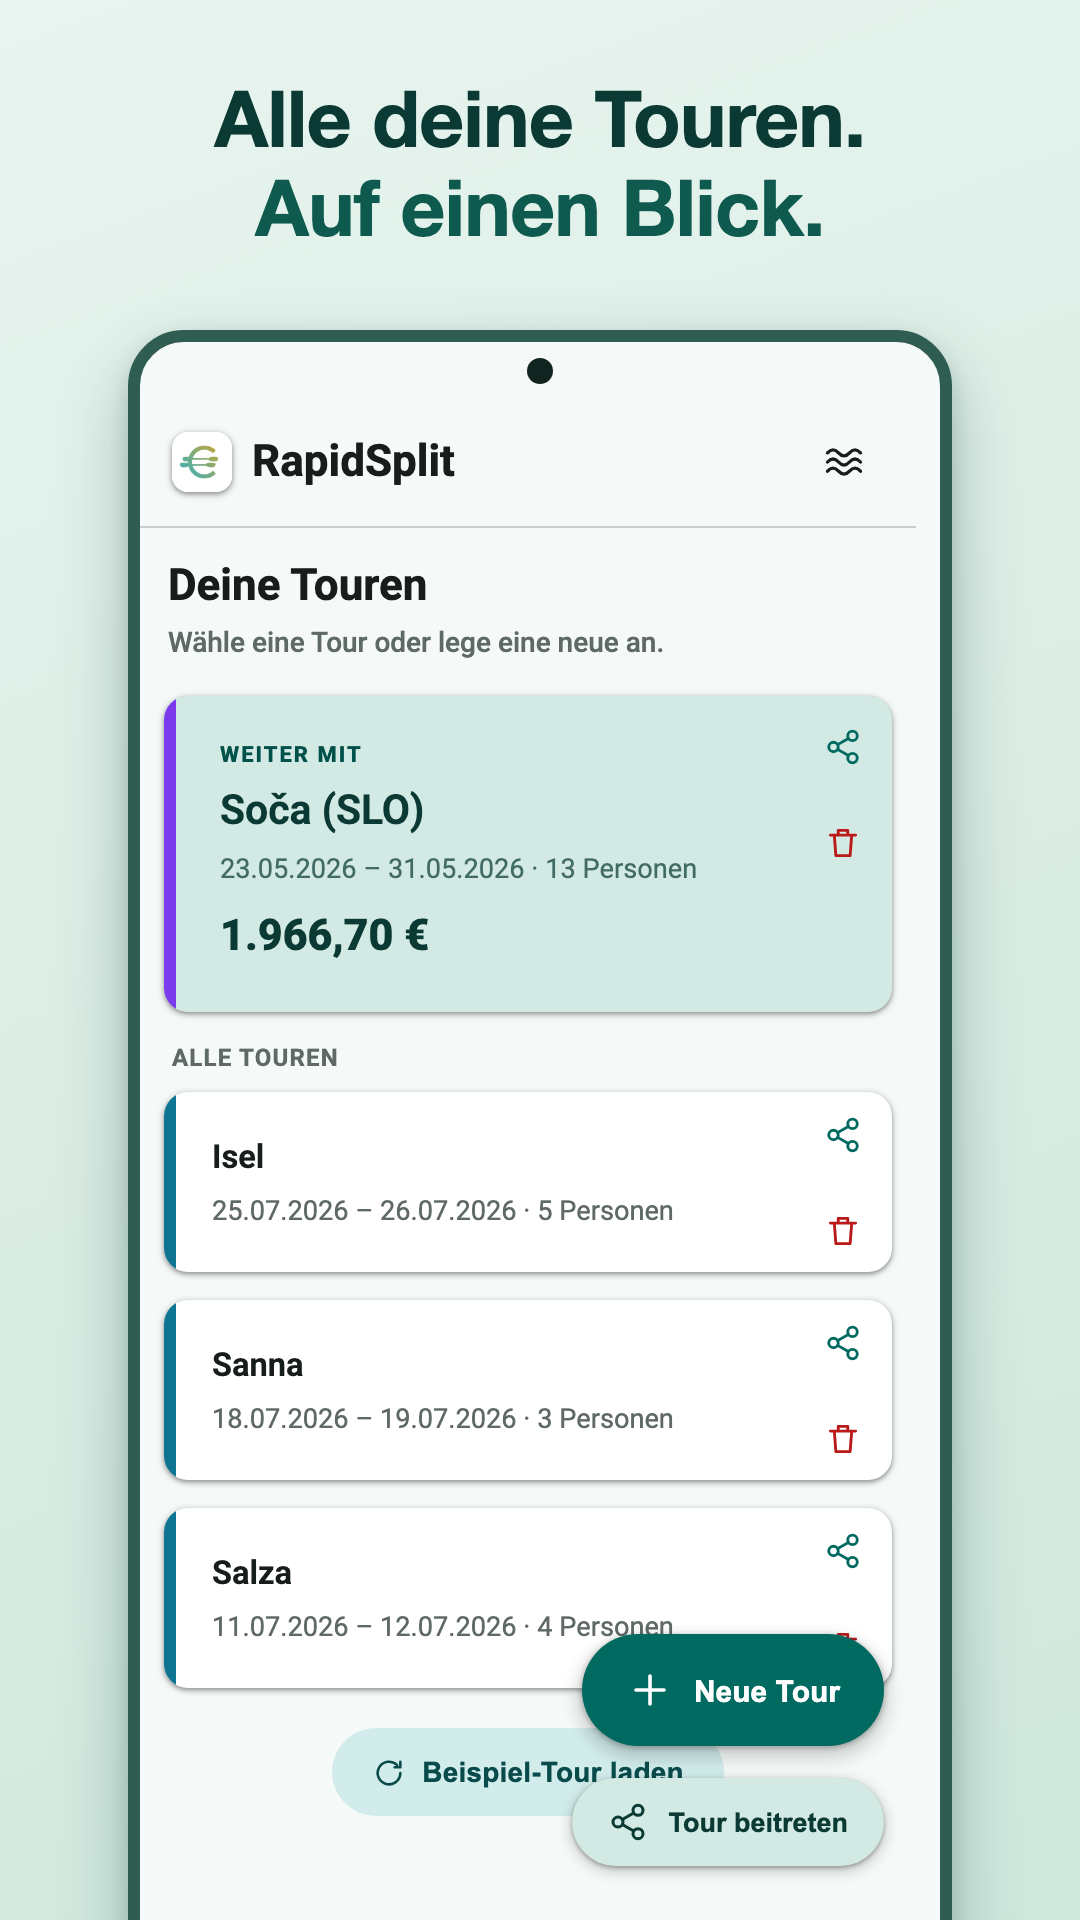 Alle deine Touren.
Auf einen Blick.
RapidSplit
Deine Touren
Wähle eine Tour oder lege eine neue an.
WEITER MIT
Soča (SLO)
23.05.2026 – 31.05.2026 · 13 Personen
1.966,70 €
ALLE TOUREN
Isel
25.07.2026 – 26.07.2026 · 5 Personen
Sanna
18.07.2026 – 19.07.2026 · 3 Personen
Salza
11.07.2026 – 12.07.2026 · 4 Personen
Neue Tour
Beispiel-Tour laden
Tour beitreten